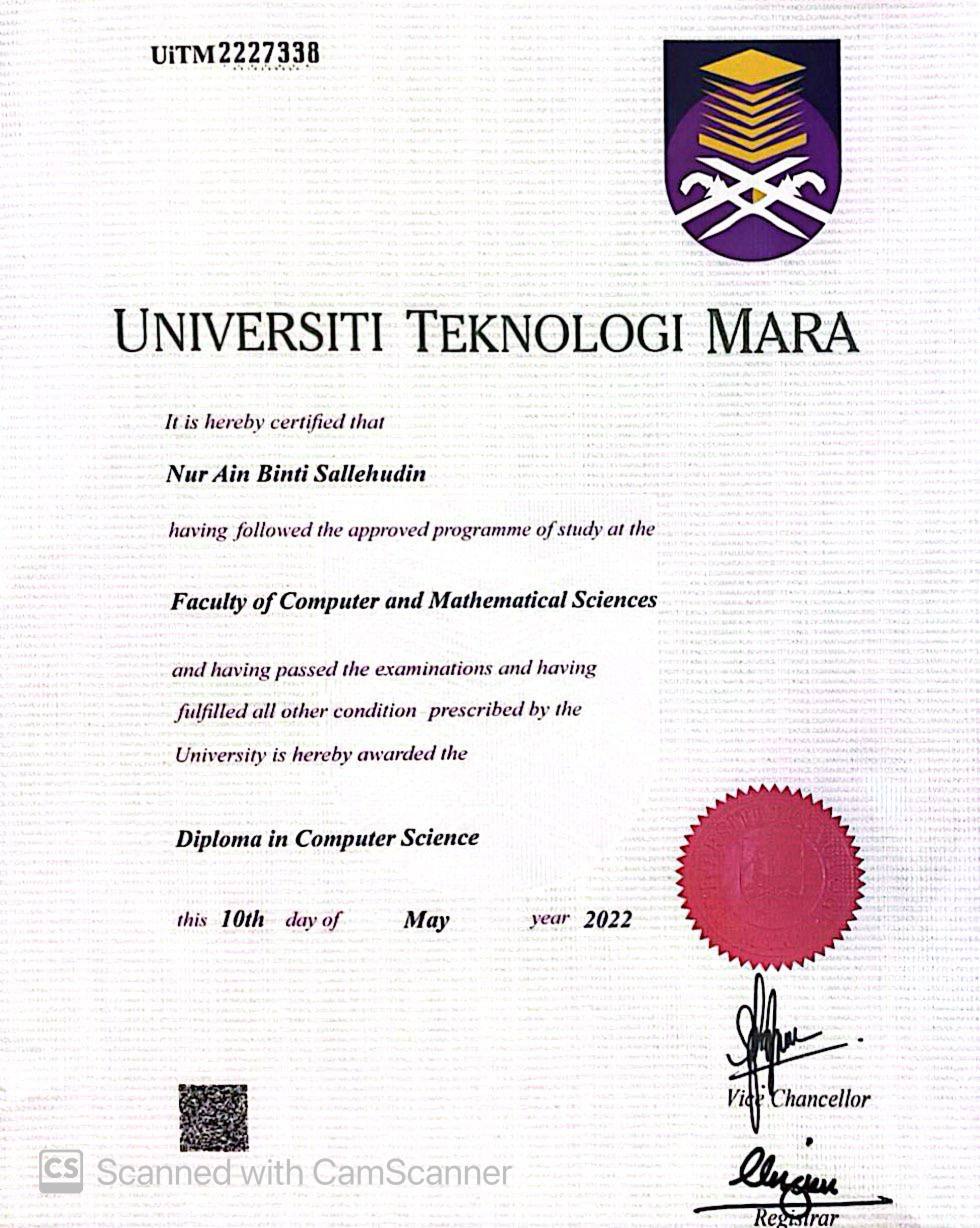 UiTM2227338
UNIVERSITI TEKNOLOGI MARA
It is hereby certified that
Nur Ain Binti Sallehudin
having followed the approved programme of study at the
Faculty of Computer and Mathematical Sciences
and having passed the examinations and having
fulfilled all other condition prescribed by the
University is hereby awarded the
Diploma in Computer Science
this 10th day of May year 2022
Vice Chancellor
CS Scanned with CamScanner
Registrar